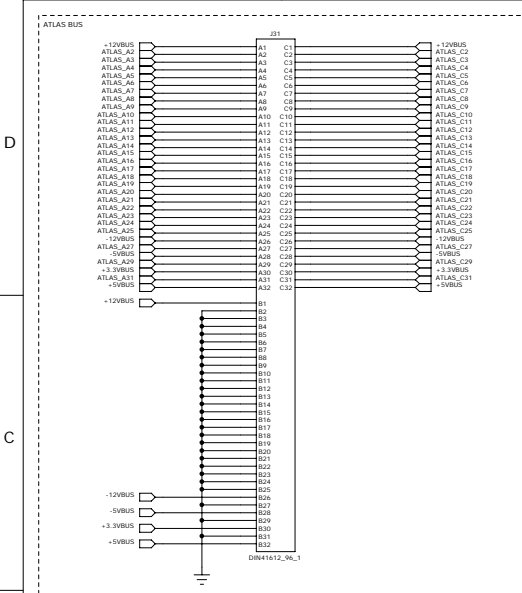 ATLAS BUS
J31
+12VBUS A1 C1 +12VBUS
ATLAS_A2 A2 C2 ATLAS_C2
ATLAS_A3 A3 C3 ATLAS_C3
ATLAS_A4 A4 C4 ATLAS_C4
ATLAS_A5 A5 C5 ATLAS_C5
ATLAS_A6 A6 C6 ATLAS_C6
ATLAS_A7 A7 C7 ATLAS_C7
ATLAS_A8 A8 C8 ATLAS_C8
ATLAS_A9 A9 C9 ATLAS_C9
ATLAS_A10 A10 C10 ATLAS_C10
ATLAS_A11 A11 C11 ATLAS_C11
ATLAS_A12 A12 C12 ATLAS_C12
ATLAS_A13 A13 C13 ATLAS_C13
ATLAS_A14 A14 C14 ATLAS_C14
ATLAS_A15 A15 C15 ATLAS_C15
ATLAS_A16 A16 C16 ATLAS_C16
ATLAS_A17 A17 C17 ATLAS_C17
ATLAS_A18 A18 C18 ATLAS_C18
ATLAS_A19 A19 C19 ATLAS_C19
ATLAS_A20 A20 C20 ATLAS_C20
ATLAS_A21 A21 C21 ATLAS_C21
ATLAS_A22 A22 C22 ATLAS_C22
ATLAS_A23 A23 C23 ATLAS_C23
ATLAS_A24 A24 C24 ATLAS_C24
ATLAS_A25 A25 C25 ATLAS_C25
-12VBUS A26 C26 -12VBUS
ATLAS_A27 A27 C27 ATLAS_C27
-5VBUS A28 C28 -5VBUS
ATLAS_A29 A29 C29 ATLAS_C29
+3.3VBUS A30 C30 +3.3VBUS
ATLAS_A31 A31 C31 ATLAS_C31
+5VBUS A32 C32 +5VBUS
D
+12VBUS B1
B2
B3
B4
B5
B6
B7
B8
B9
B10
B11
B12
B13
B14
B15
B16
B17
B18
B19
B20
B21
B22
B23
B24
B25
-12VBUS B26
B27
-5VBUS B28
B29
+3.3VBUS B30
B31
+5VBUS B32
C
DIN41612_96_1